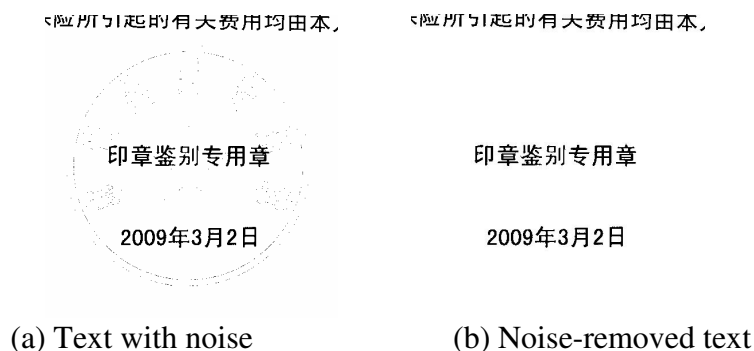 险所引起的有关费用均由本人
险所引起的有关费用均由本
印章鉴别专用章
印章鉴别专用章
2009年3月2日
2009年3月2日
(a) Text with noise
(b) Noise-removed text